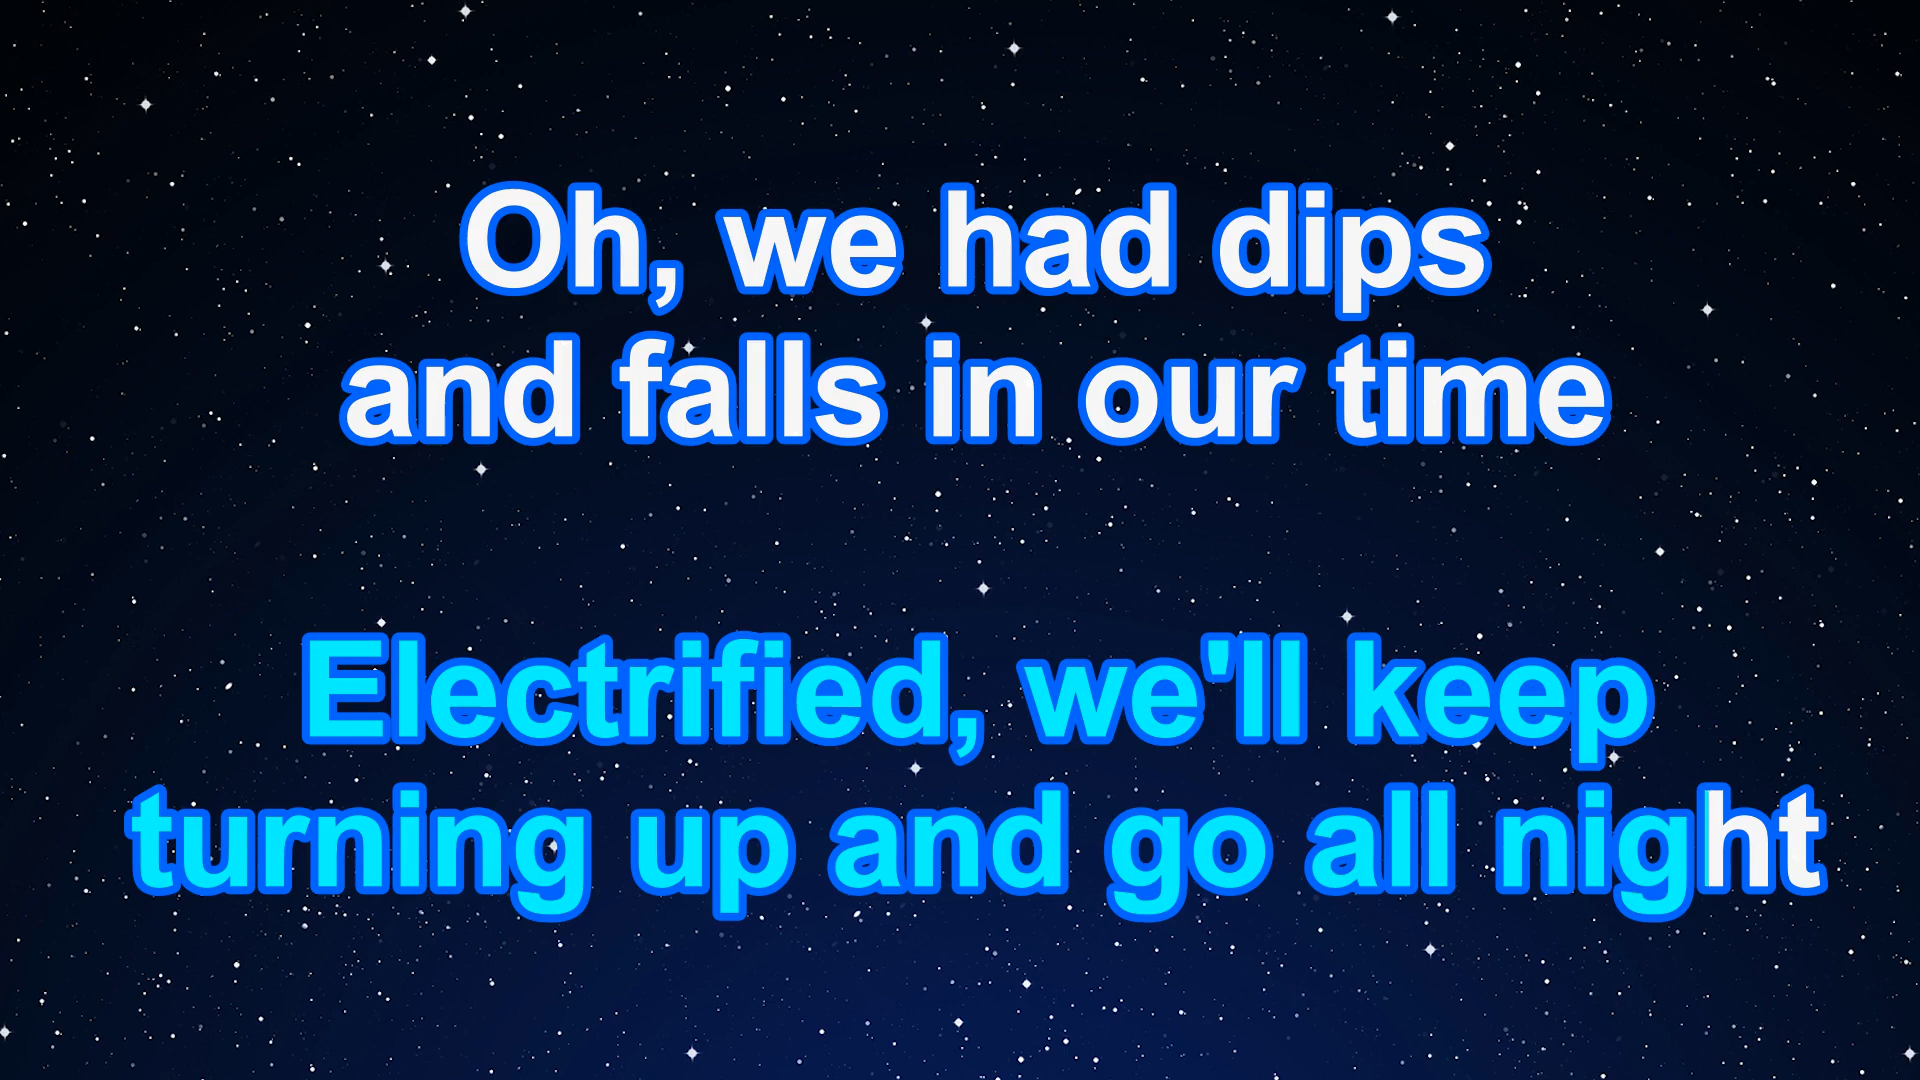 Oh, we had dips
and falls in our time
Electrified, we'll keep
turning up and go all night